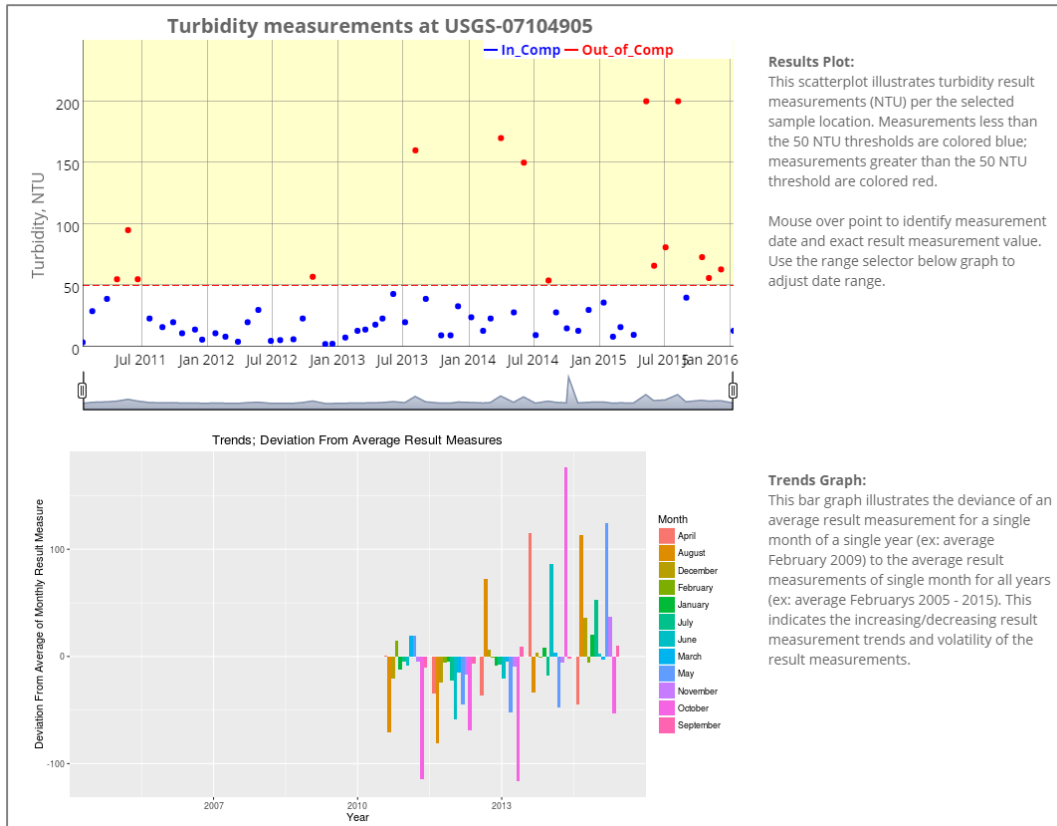 Turbidity measurements at USGS-07104905
In_Comp Out_of_Comp
Turbidity, NTU
200
150
100
50
0
Jul 2011 Jan 2012 Jul 2012 Jan 2013 Jul 2013 Jan 2014 Jul 2014 Jan 2015 Jul 2015 Jan 2016
Results Plot:
This scatterplot illustrates turbidity result
measurements (NTU) per the selected
sample location. Measurements less than
the 50 NTU thresholds are colored blue;
measurements greater than the 50 NTU
threshold are colored red.
Mouse over point to identify measurement
date and exact result measurement value.
Use the range selector below graph to
adjust date range.
Trends; Deviation From Average Result Measures
Deviation From Average of Monthly Result Measure
100
0
-100
2007 2010 2013
Year
Month
April
August
December
February
January
July
June
March
May
November
October
September
Trends Graph:
This bar graph illustrates the deviance of an
average result measurement for a single
month of a single year (ex: average
February 2009) to the average result
measurements of single month for all years
(ex: average Februarys 2005 - 2015). This
indicates the increasing/decreasing result
measurement trends and volatility of the
result measurements.